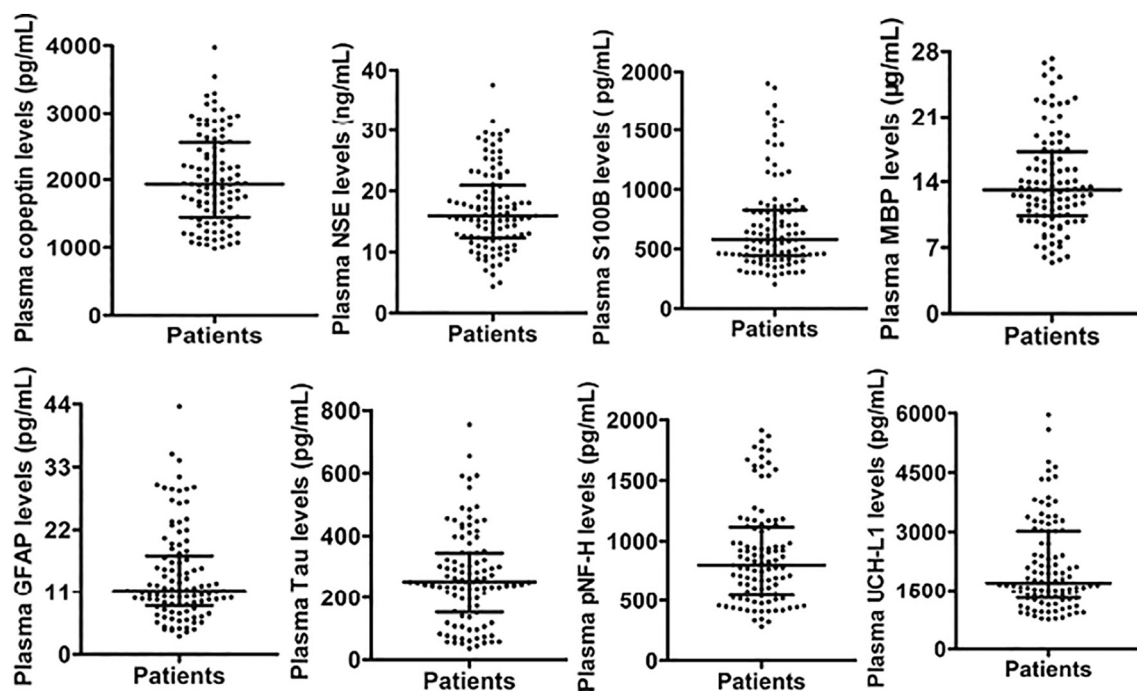 Plasma copeptin levels (pg/mL)
4000
3000
2000
1000
0
Patients
Plasma NSE levels (ng/mL)
40
30
20
10
0
Patients
Plasma S100B levels ( pg/mL)
2000
1500
1000
500
0
Patients
Plasma MBP levels (µg/mL)
28
21
14
7
0
Patients
Plasma GFAP levels (pg/mL)
44
33
22
11
0
Patients
Plasma Tau levels (pg/mL)
800
600
400
200
0
Patients
Plasma pNF-H levels (pg/mL)
2000
1500
1000
500
0
Patients
Plasma UCH-L1 levels (pg/mL)
6000
4500
3000
1500
0
Patients